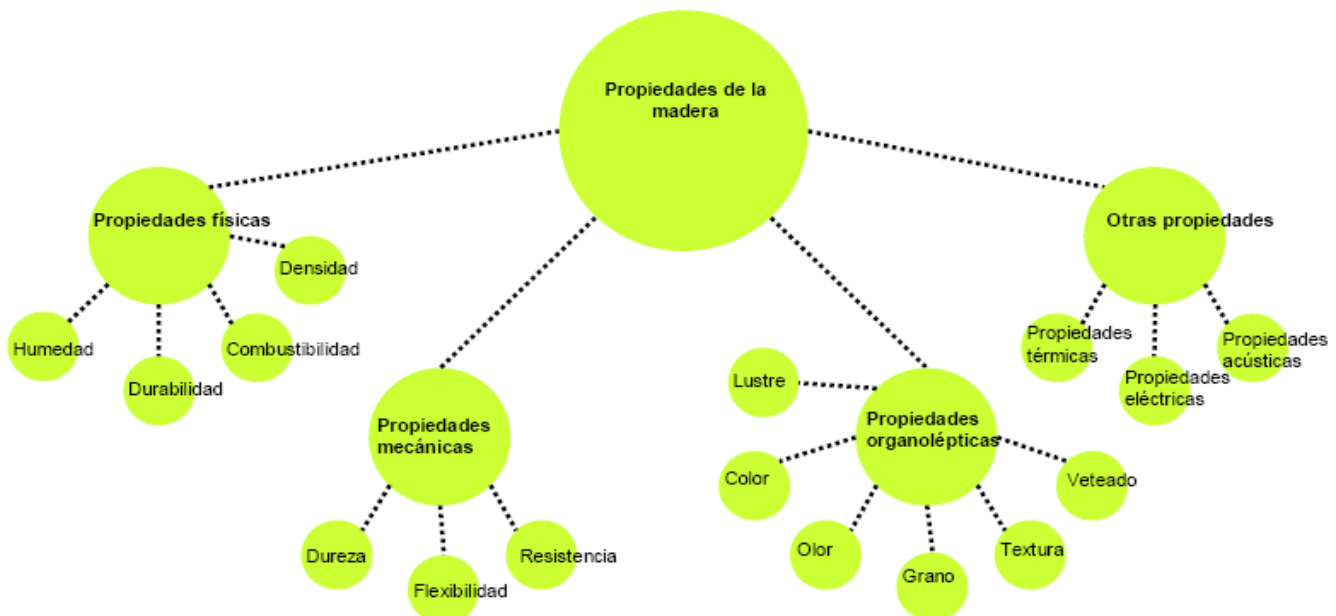 Propiedades de la
madera
Propiedades físicas
Densidad
Humedad
Combustibilidad
Durabilidad
Propiedades
mecánicas
Dureza
Flexibilidad
Resistencia
Propiedades
organolépticas
Lustre
Color
Olor
Grano
Textura
Veteado
Otras propiedades
Propiedades
térmicas
Propiedades
eléctricas
Propiedades
acústicas